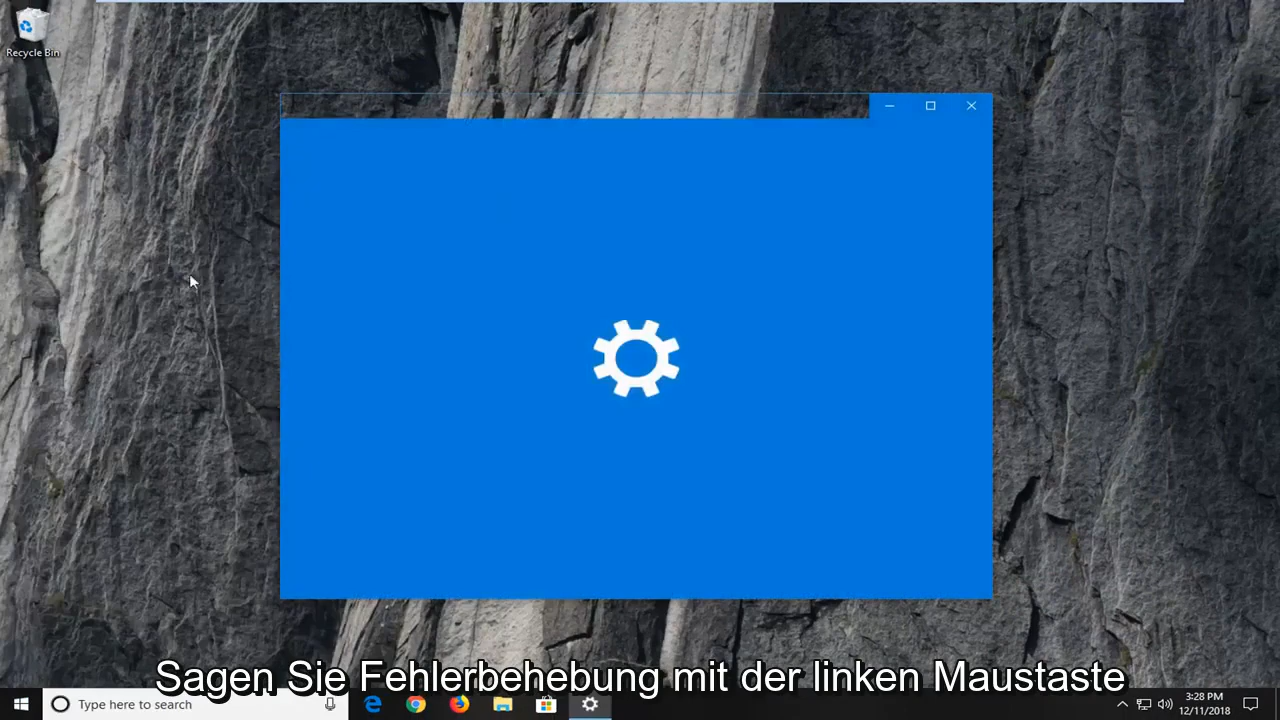 Recycle Bin
Sagen Sie Fehlerbehebung mit der linken Maustaste
Type here to search
3:28 PM
12/11/2018